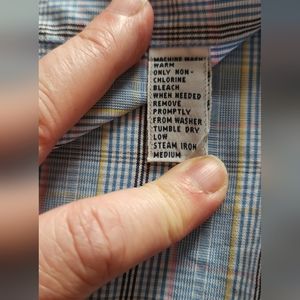 MACHINE WASH
WARM
ONLY NON-
CHLORINE
BLEACH
WHEN NEEDED
REMOVE
PROMPTLY
FROM WASHER
TUMBLE DRY
LOW
STEAM IRON
MEDIUM